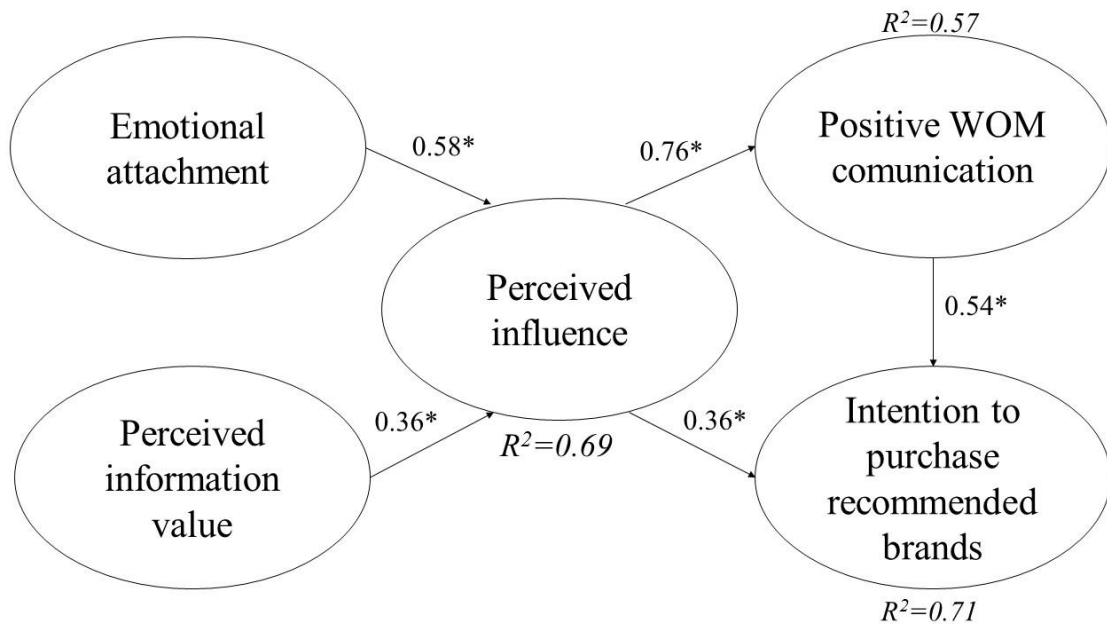 R²=0.57
Emotional
attachment
0.58*
0.76*
Positive WOM
comunication
Perceived
influence
0.54*
Perceived
information
value
0.36*
R²=0.69
0.36*
Intention to
purchase
recommended
brands
R²=0.71